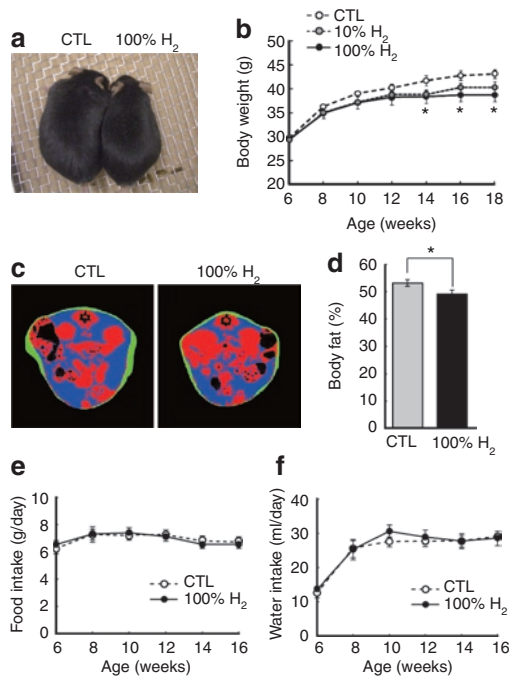 a
CTL 100% H2
b
CTL
10% H2
100% H2
Body weight (g)
50
45
40
35
30
25
20
* * *
6 8 10 12 14 16 18
Age (weeks)
c
CTL 100% H2
d
*
Body fat (%)
60
50
40
30
20
10
0
CTL 100% H2
e
Food intake (g/day)
10
8
6
4
2
0
CTL
100% H2
6 8 10 12 14 16
Age (weeks)
f
Water intake (ml/day)
40
30
20
10
0
CTL
100% H2
6 8 10 12 14 16
Age (weeks)